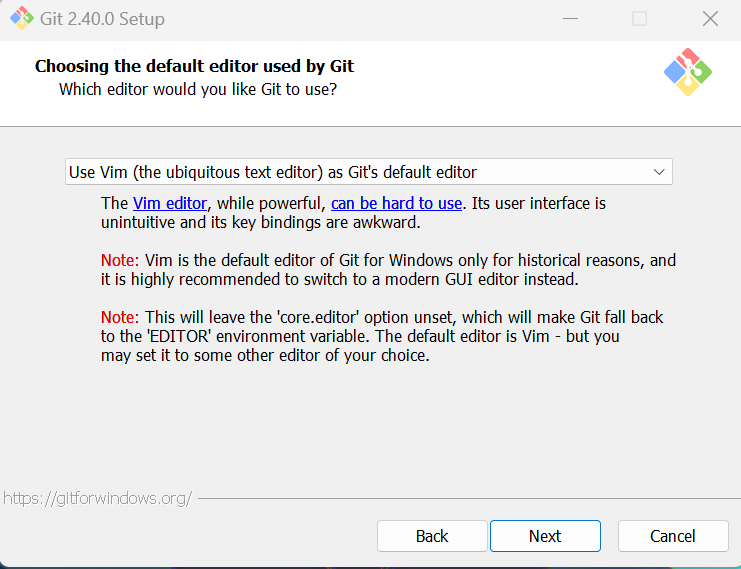 Git 2.40.0 Setup
Choosing the default editor used by Git
Which editor would you like Git to use?
Use Vim (the ubiquitous text editor) as Git's default editor
The Vim editor, while powerful, can be hard to use. Its user interface is
unintuitive and its key bindings are awkward.
Note: Vim is the default editor of Git for Windows only for historical reasons, and
it is highly recommended to switch to a modern GUI editor instead.
Note: This will leave the 'core.editor' option unset, which will make Git fall back
to the 'EDITOR' environment variable. The default editor is Vim - but you
may set it to some other editor of your choice.
https://gitforwindows.org/
Back Next Cancel